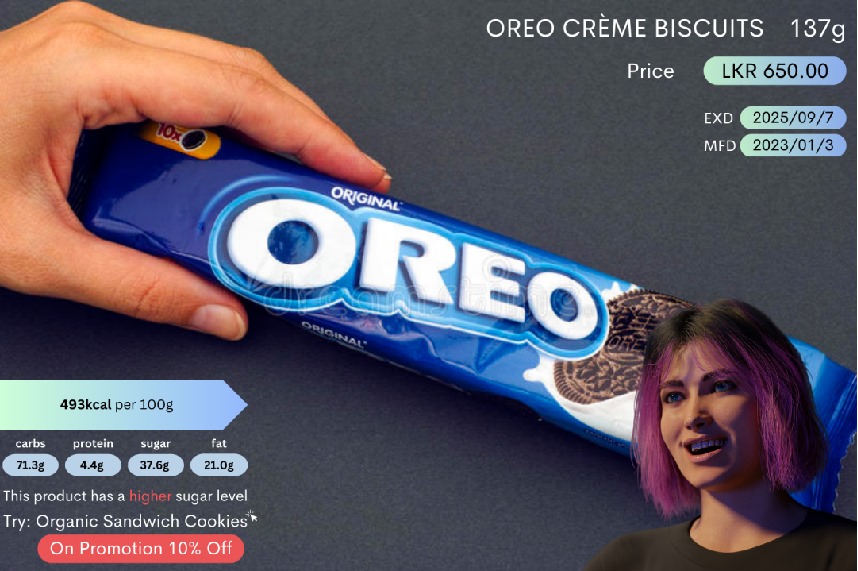 OREO CRÈME BISCUITS 137g
Price LKR 650.00
EXD 2025/09/7
MFD 2023/01/3
10x
ORIGINAL
OREO
dreamstime
ORIGINAL
493kcal per 100g
carbs protein sugar fat
71.3g 4.4g 37.6g 21.0g
This product has a higher sugar level
Try: Organic Sandwich Cookies
On Promotion 10% Off